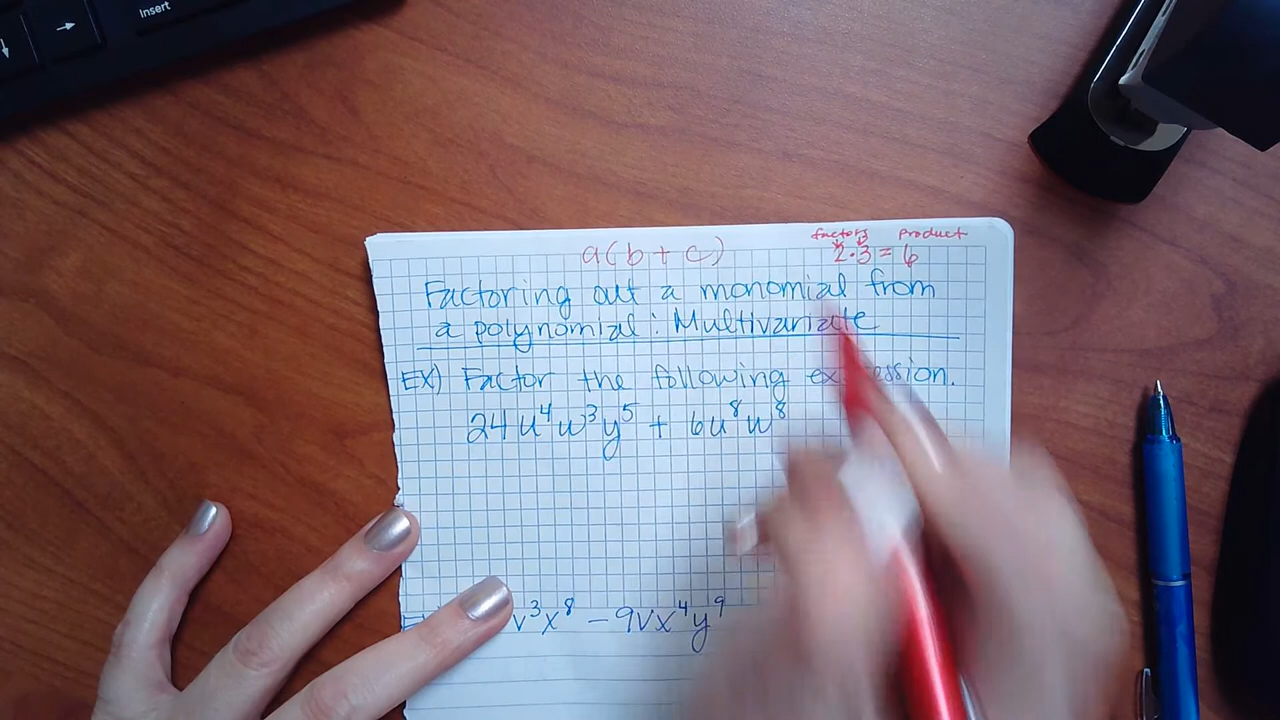 Insert
factors product
a(b + c) 2·3 = 6
Factoring out a monomial from
a polynomial: Multivariate
EX) Factor the following
24u⁴w³y⁵ + 6u⁸w⁸
v³x⁸ − 9vx⁴y⁹